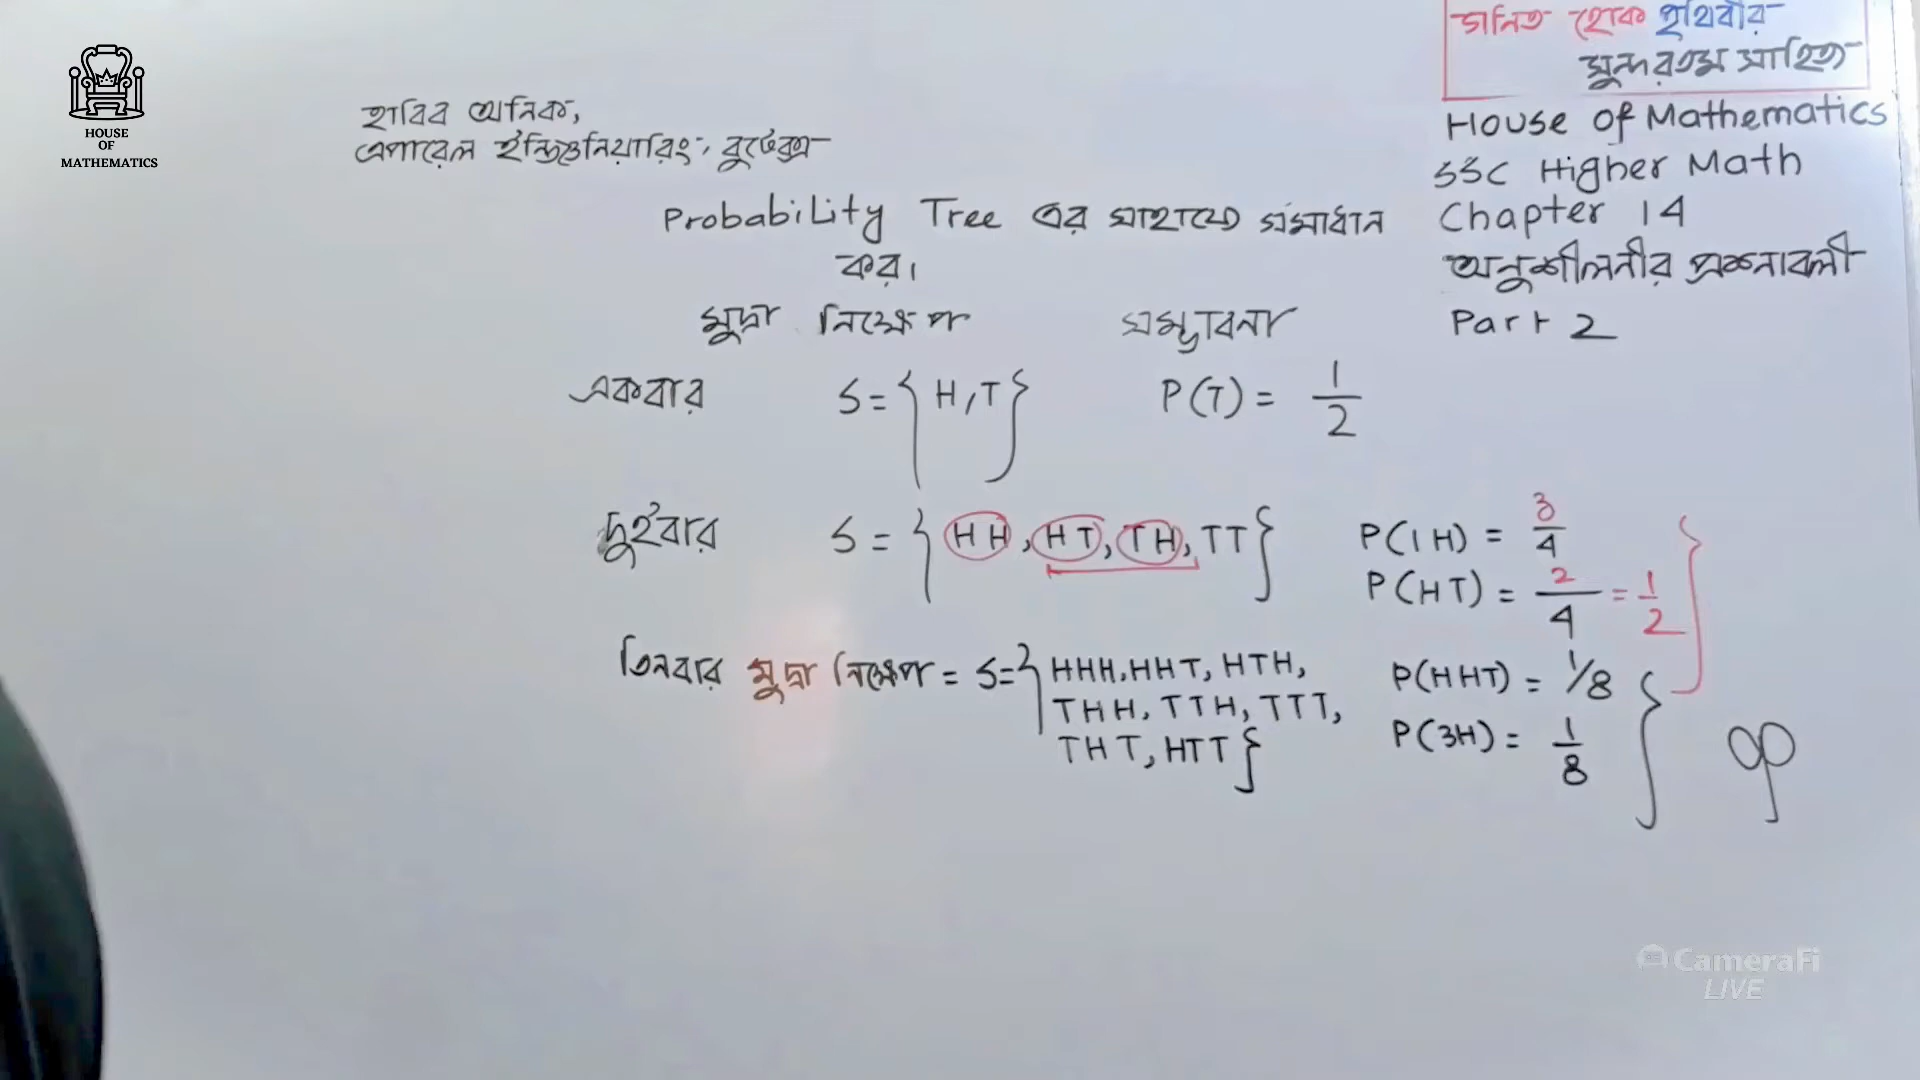 HOUSE
OF
MATHEMATICS
গনিত হোক পৃথিবীর
সুন্দরতম সাহিত্য
হাবিব অনিক,
এপারেল ইন্জিঃনিয়ারিং, বুটেক্স
House of Mathematics
SSC Higher Math
Chapter 14
অনুশীলনীর প্রশ্নাবলী
Part 2
Probability Tree এর সাহায্যে সমাধান
কর।
মুদ্রা নিক্ষেপ সম্ভাবনা
একবার S = {H, T} P(T) = 1/2
দুইবার S = {HH, HT, TH, TT} P(1H) = 3/4
P(HT) = 2/4 = 1/2
তিনবার মুদ্রা নিক্ষেপ = S = {HHH, HHT, HTH, P(HHT) = 1/8
THH, TTH, TTT, P(3H) = 1/8
THT, HTT}
CameraFi
LIVE